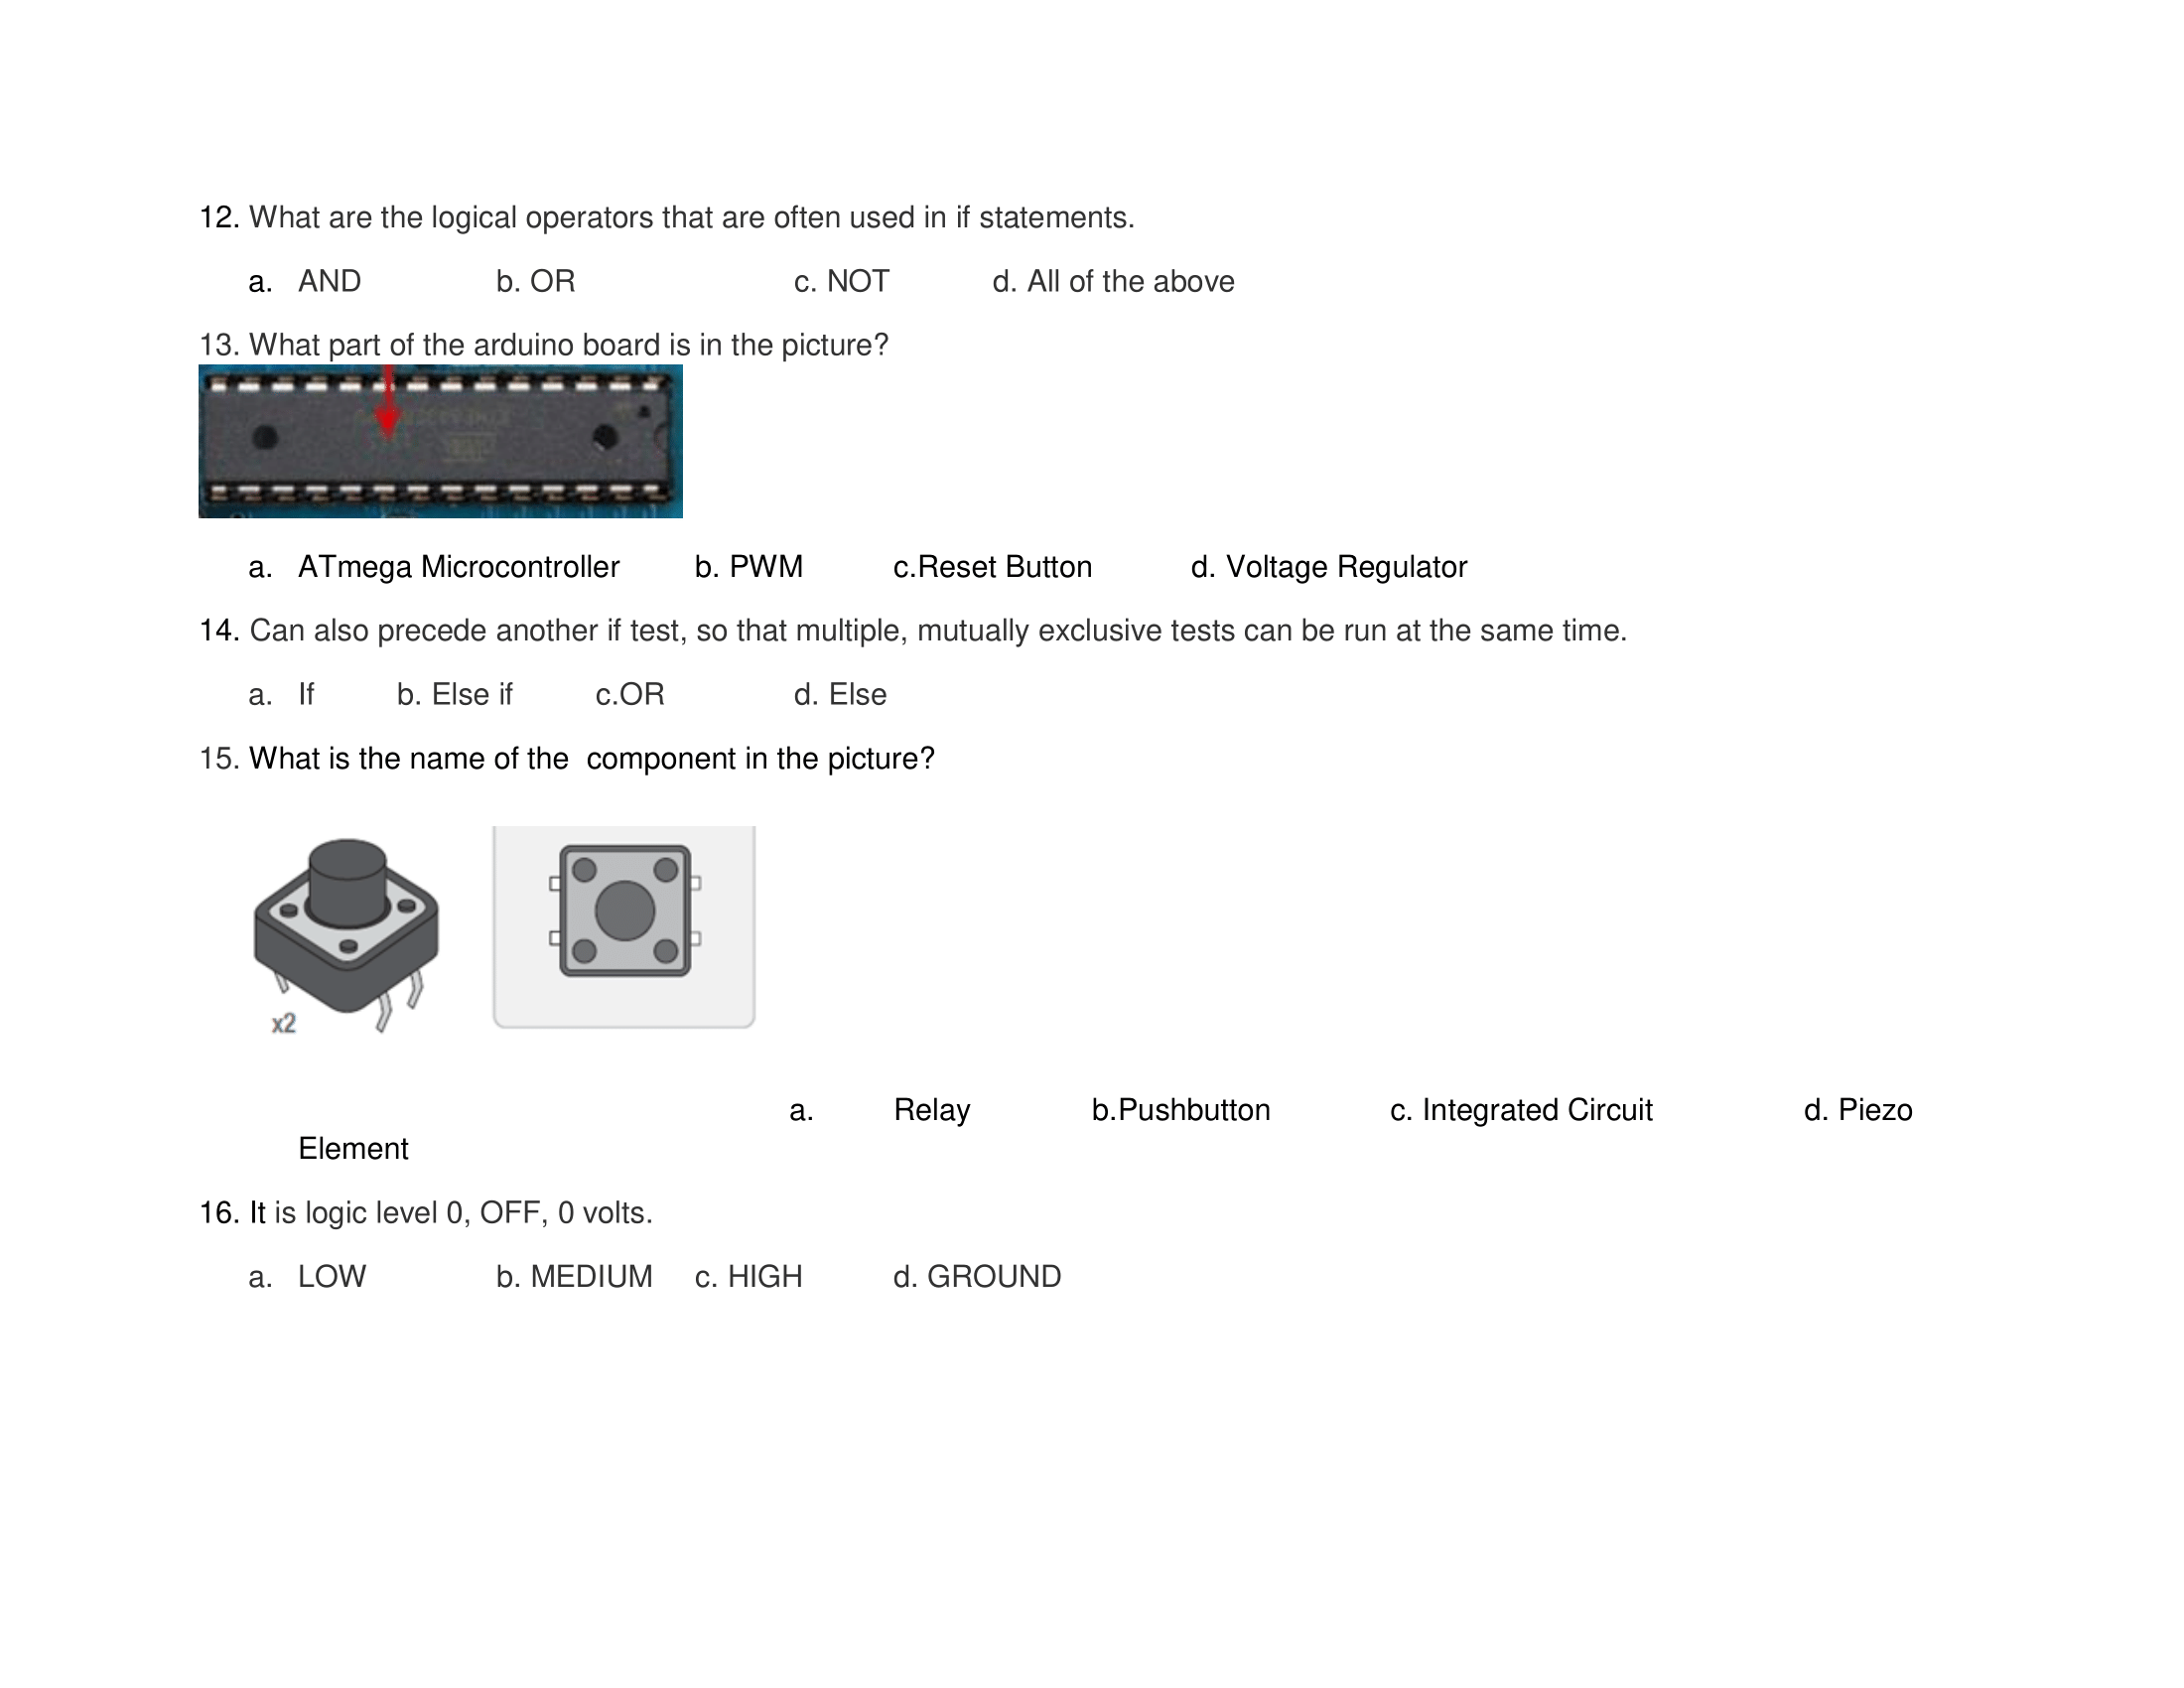 12. What are the logical operators that are often used in if statements.
a. AND b. OR c. NOT d. All of the above
13. What part of the arduino board is in the picture?
a. ATmega Microcontroller b. PWM c.Reset Button d. Voltage Regulator
14. Can also precede another if test, so that multiple, mutually exclusive tests can be run at the same time.
a. If b. Else if c.OR d. Else
15. What is the name of the component in the picture?
x2
a. Relay b.Pushbutton c. Integrated Circuit d. Piezo
Element
16. It is logic level 0, OFF, 0 volts.
a. LOW b. MEDIUM c. HIGH d. GROUND